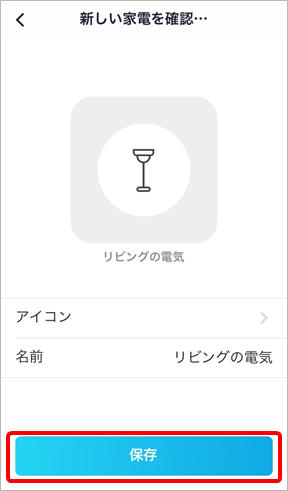 新しい家電を確認…
リビングの電気
アイコン
名前 リビングの電気
保存